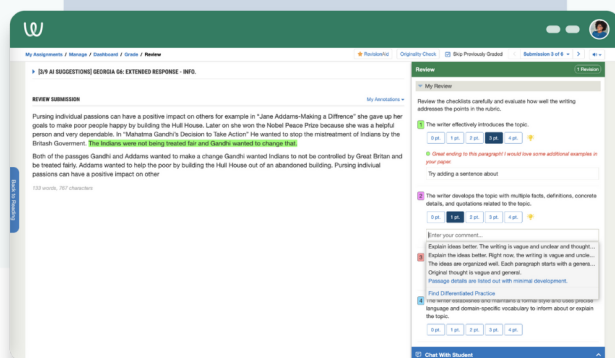 My Assignments / Manage / Dashboard / Grade / Review
RevisionAid
Originality Check
Skip Previously Graded
Submission 3 of 6
[3/9 AI SUGGESTIONS] GEORGIA G6: EXTENDED RESPONSE - INFO.
REVIEW SUBMISSION
My Annotations
Pursing individual passions can have a positive impact on others for example in "Jane Addams-Making a Difference" she gave up her
goals to make poor people happy by building the Hull House. Later on she won the Nobel Peace Prize because she was a helpful
person and very dependable. In "Mahatma Gandhi's Decision to Take Action" He wanted to stop the mistreatment of Indians by the
Britash Goverment. The Indians were not being treated fair and Gandhi wanted to change that.
Both of the passges Gandhi and Addams wanted to make a change Gandhi wanted Indians to not be controlled by Great Britan and
be treated fairly. Addams wanted to help the poor by building the Hull House out of an abandoned building. Pursing indiviual
passions can have a positive impact on other
133 words, 767 characters
Back to Reading
Review
1 Revision
My Review
Review the checklists carefully and evaluate how well the writing
addresses the points in the rubric.
1 The writer effectively introduces the topic.
0 pt. 1 pt. 2 pt. 3 pt. 4 pt.
Great ending to this paragraph! I would love some additional examples in
your paper.
Try adding a sentence about
2 The writer develops the topic with multiple facts, definitions, concrete
details, and quotations related to the topic.
0 pt. 1 pt. 2 pt. 3 pt. 4 pt.
Enter your comment...
Explain ideas better. The writing is vague and unclear and thought...
3 Explain the ideas better. Right now, the writing is vague and uncle...
The ideas are organized well. Each paragraph starts with a genera...
Original thought is vague and general.
Passage details are listed out with minimal development.
Find Differentiated Practice
4 The writer establishes and maintains a formal style and uses precise
language and domain-specific vocabulary to inform about or explain
the topic.
0 pt. 1 pt. 2 pt. 3 pt. 4 pt.
Chat With Student